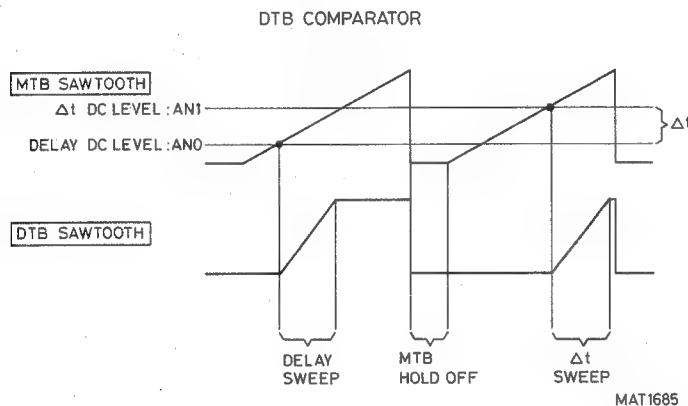 DTB COMPARATOR
MTB SAWTOOTH
Δt DC LEVEL : AN1
Δt
DELAY DC LEVEL : AN0
DTB SAWTOOTH
DELAY
SWEEP
MTB
HOLD OFF
Δt
SWEEP
MAT1685